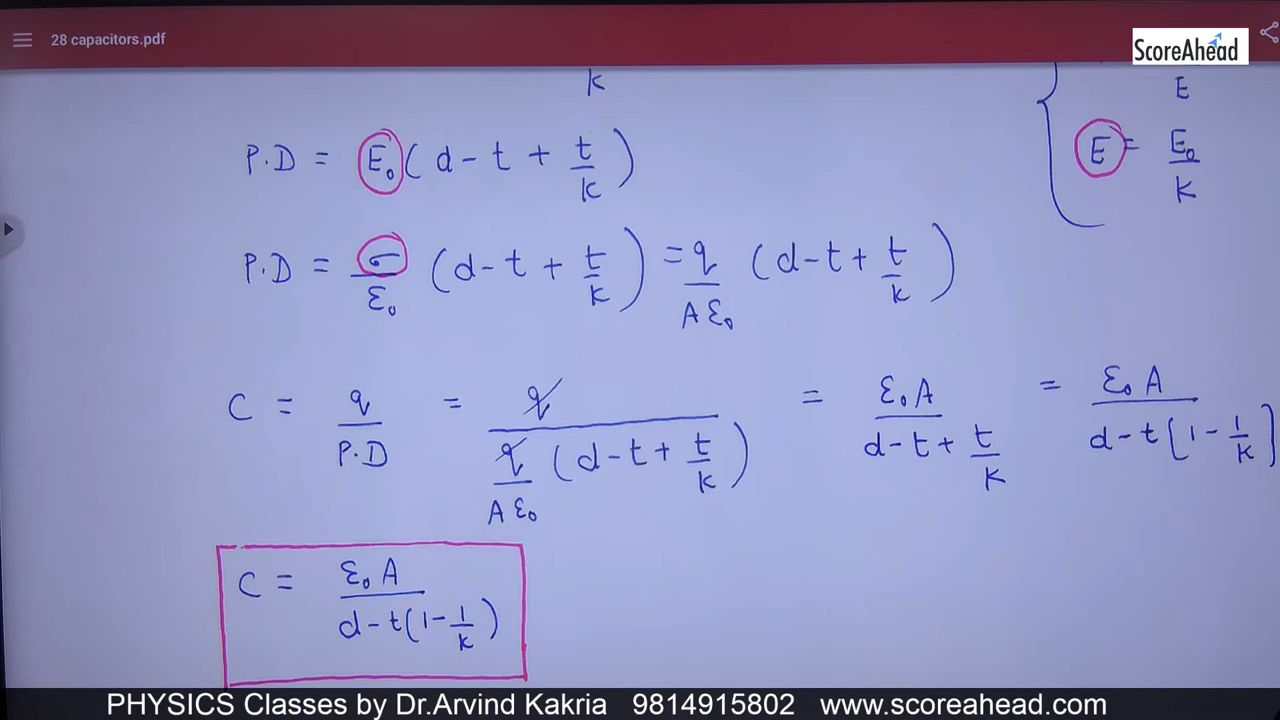 28 capacitors.pdf
ScoreAhead
k
E
P.D = E₀(d-t+t/k)
E = E₀/K
P.D = σ/ε₀ (d-t+t/k) = q/Aε₀ (d-t+t/k)
C = q/P.D = q/(q/Aε₀ (d-t+t/k)) = ε₀A/(d-t+t/k) = ε₀A/(d-t[1-1/k])
C = ε₀A/(d-t(1-1/k))
PHYSICS Classes by Dr.Arvind Kakria 9814915802 www.scoreahead.com